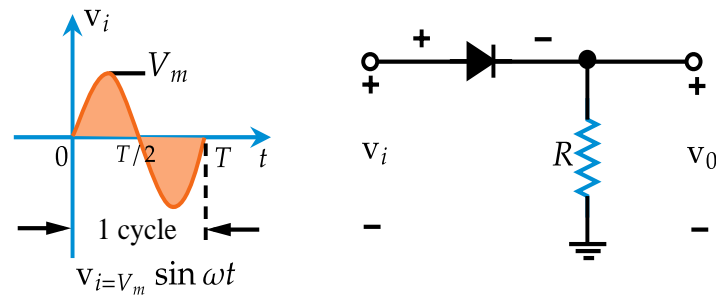 v_i
V_m
0
T/2
T
t
1 cycle
v_{i=V_m} sin ωt
+
−
+
+
v_i
R
v_0
−
−